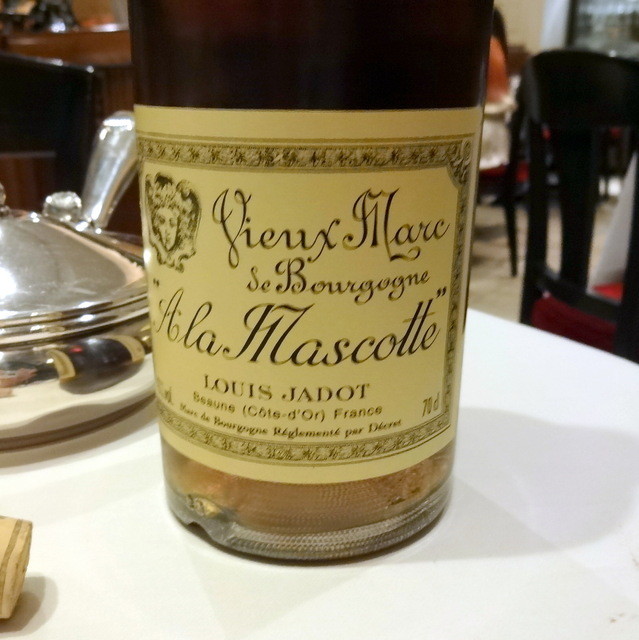 Vieux Marc
de Bourgogne
"A la Mascotte"
LOUIS JADOT
Beaune (Côte-d'Or) France
70 cl
Marc de Bourgogne Réglementé par Décret